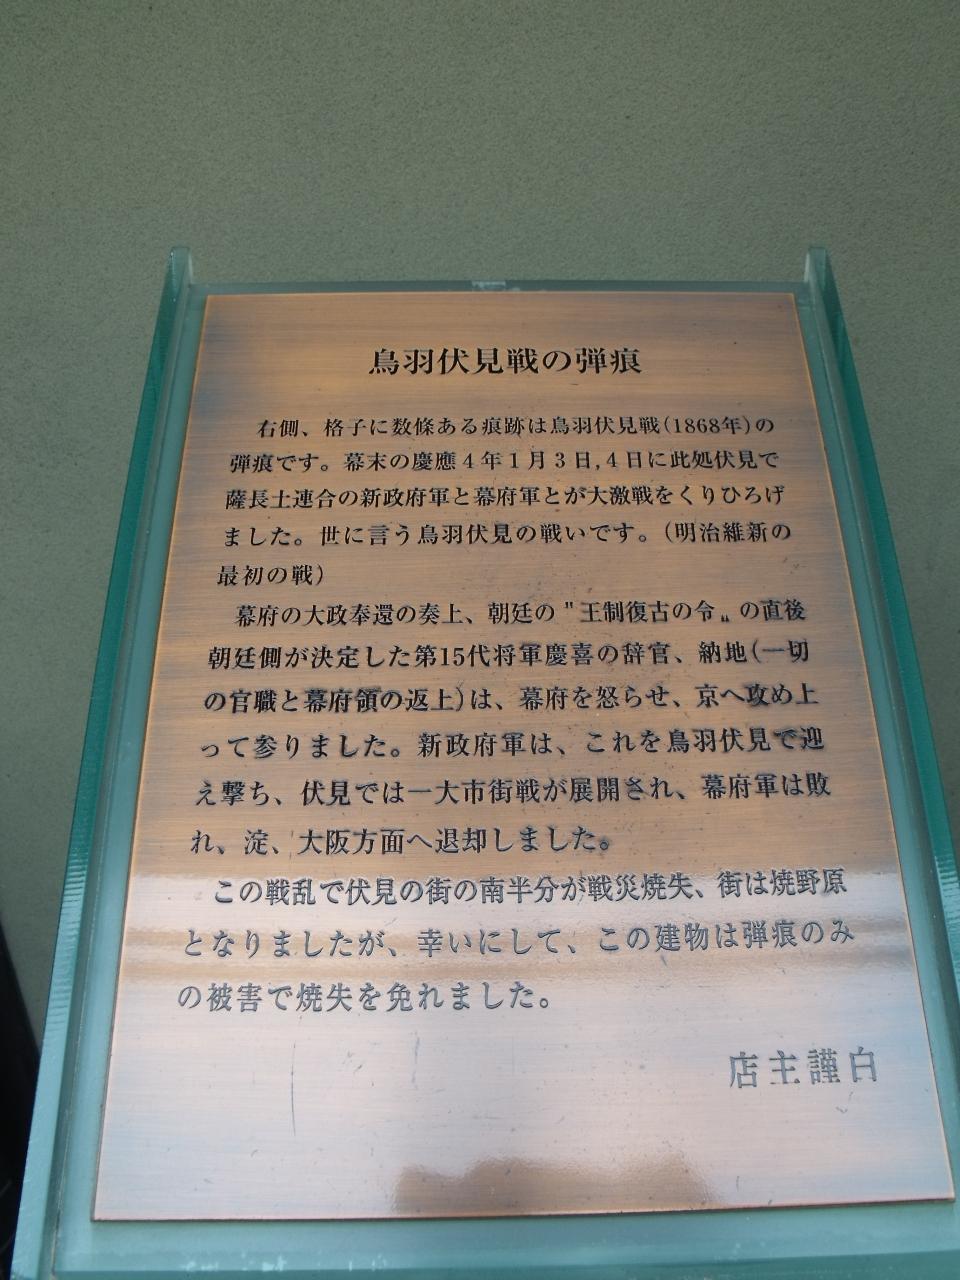 鳥羽伏見戦の弾痕
右側、格子に数條ある痕跡は鳥羽伏見戦(1868年)の
弾痕です。幕末の慶應4年1月3日,4日に此処伏見で
薩長土連合の新政府軍と幕府軍とが大激戦をくりひろげ
ました。世に言う鳥羽伏見の戦いです。(明治維新の
最初の戦)
幕府の大政奉還の奏上、朝廷の〝王制復古の令〟の直後
朝廷側が決定した第15代将軍慶喜の辞官、納地(一切
の官職と幕府領の返上)は、幕府を怒らせ、京へ攻め上
って参りました。新政府軍は、これを鳥羽伏見で迎
え撃ち、伏見では一大市街戦が展開され、幕府軍は敗
れ、淀、大阪方面へ退却しました。
この戦乱で伏見の街の南半分が戦災焼失、街は焼野原
となりましたが、幸いにして、この建物は弾痕のみ
の被害で焼失を免れました。
店主謹白